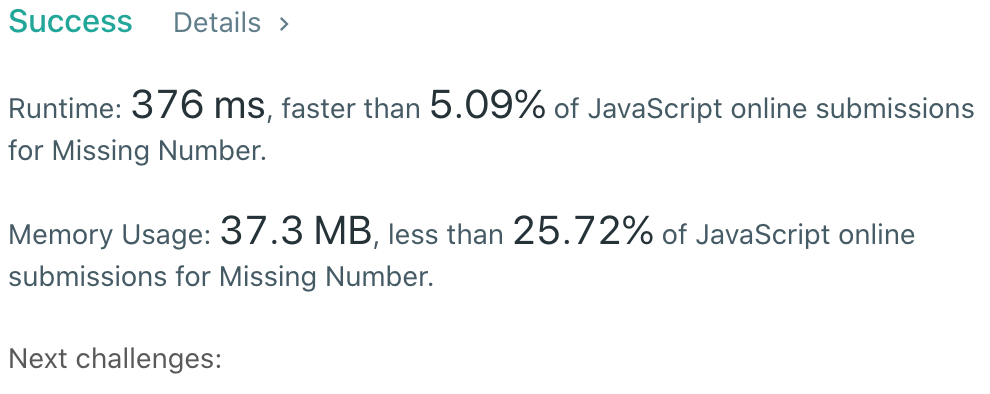 Success Details >
Runtime: 376 ms, faster than 5.09% of JavaScript online submissions
for Missing Number.
Memory Usage: 37.3 MB, less than 25.72% of JavaScript online
submissions for Missing Number.
Next challenges: